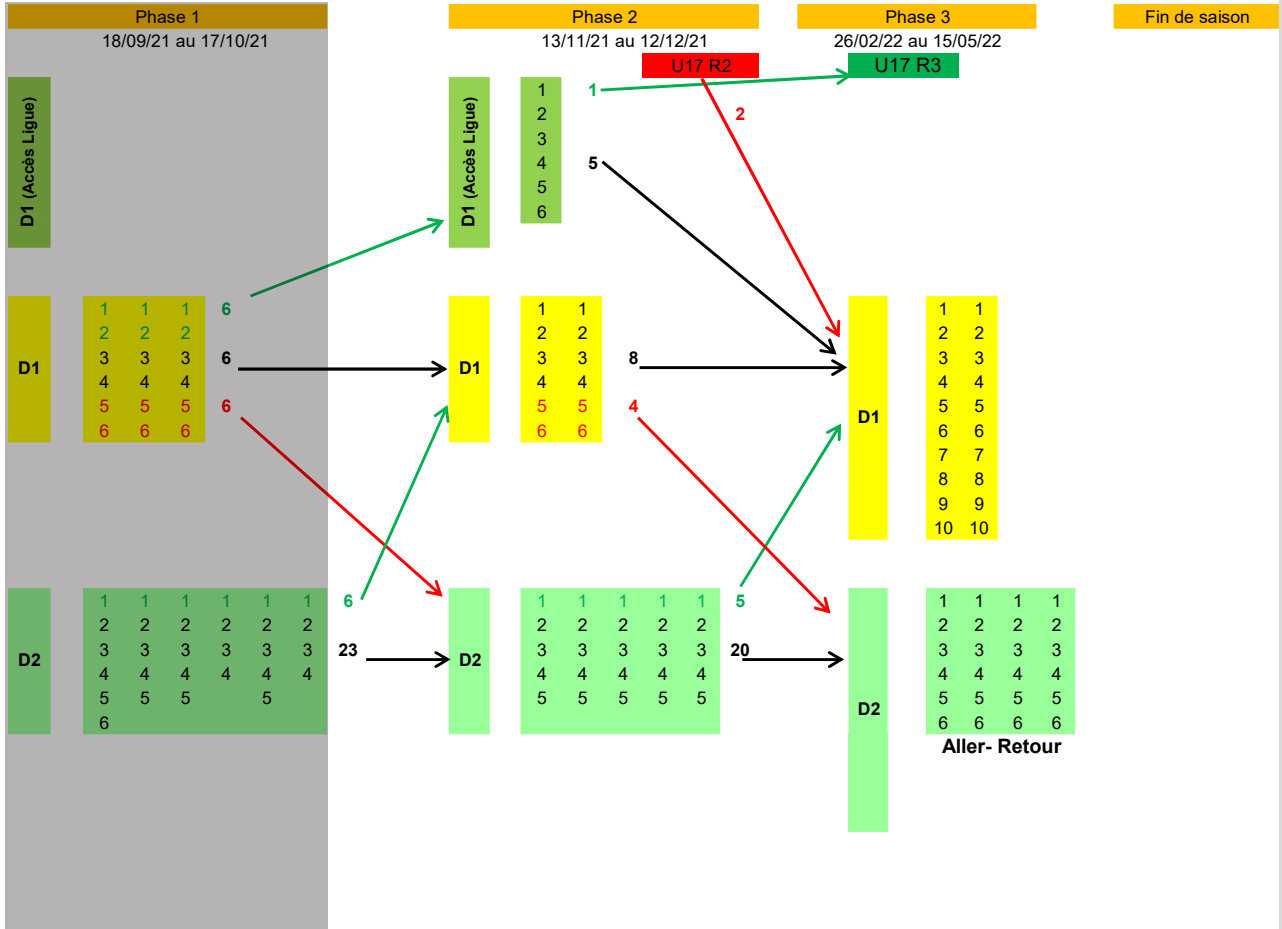 Phase 1 Phase 2 Phase 3 Fin de saison
18/09/21 au 17/10/21 13/11/21 au 12/12/21 26/02/22 au 15/05/22
U17 R2 U17 R3
D1 (Accès Ligue) D1 (Accès Ligue)
1 1
2 2
3
4 5
5
6
1 1 1 6 1 1 1 1
2 2 2 2 2 2 2
D1 3 3 3 6 D1 3 3 8 3 3
4 4 4 4 4 4 4
5 5 5 6 5 5 4 D1 5 5
6 6 6 6 6 6 6
7 7
8 8
9 9
10 10
1 1 1 1 1 1 6 1 1 1 1 1 5 1 1 1 1
2 2 2 2 2 2 2 2 2 2 2 2 2 2 2
D2 3 3 3 3 3 3 23 D2 3 3 3 3 3 20 3 3 3 3
4 4 4 4 4 4 4 4 4 4 4 4 4 4 4
5 5 5 5 5 5 5 5 5 D2 5 5 5 5
6 6 6 6 6
Aller- Retour